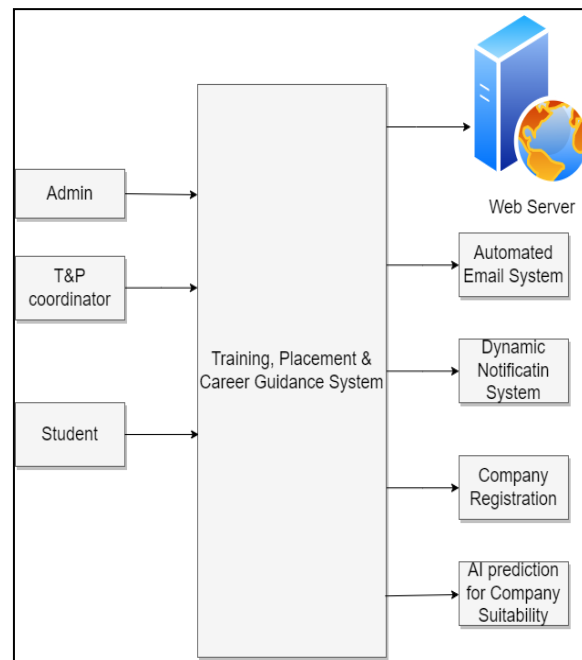 Admin
T&P
coordinator
Student
Training, Placement &
Career Guidance System
Web Server
Automated
Email System
Dynamic
Notificatin
System
Company
Registration
AI prediction
for Company
Suitability